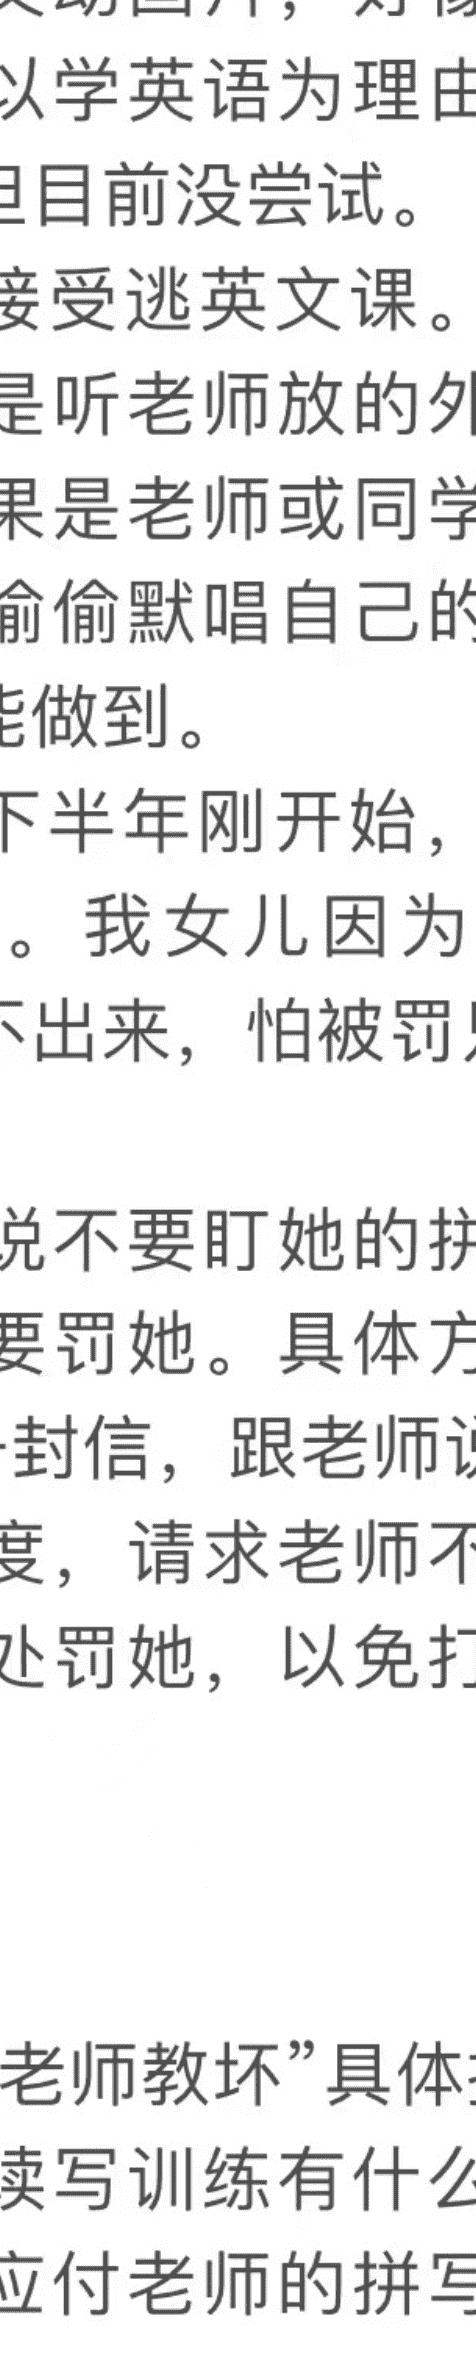 以学英语为理由
目前没尝试。
接受逃英文课。
是听老师放的外
果是老师或同学
偷偷默唱自己的
能做到。
下半年刚开始，
。我女儿因为
不出来，怕被罚
说不要盯她的拼
要罚她。具体方
封信，跟老师说
度，请求老师不
处罚她，以免打
老师教坏”具体
读写训练有什么
应付老师的拼写